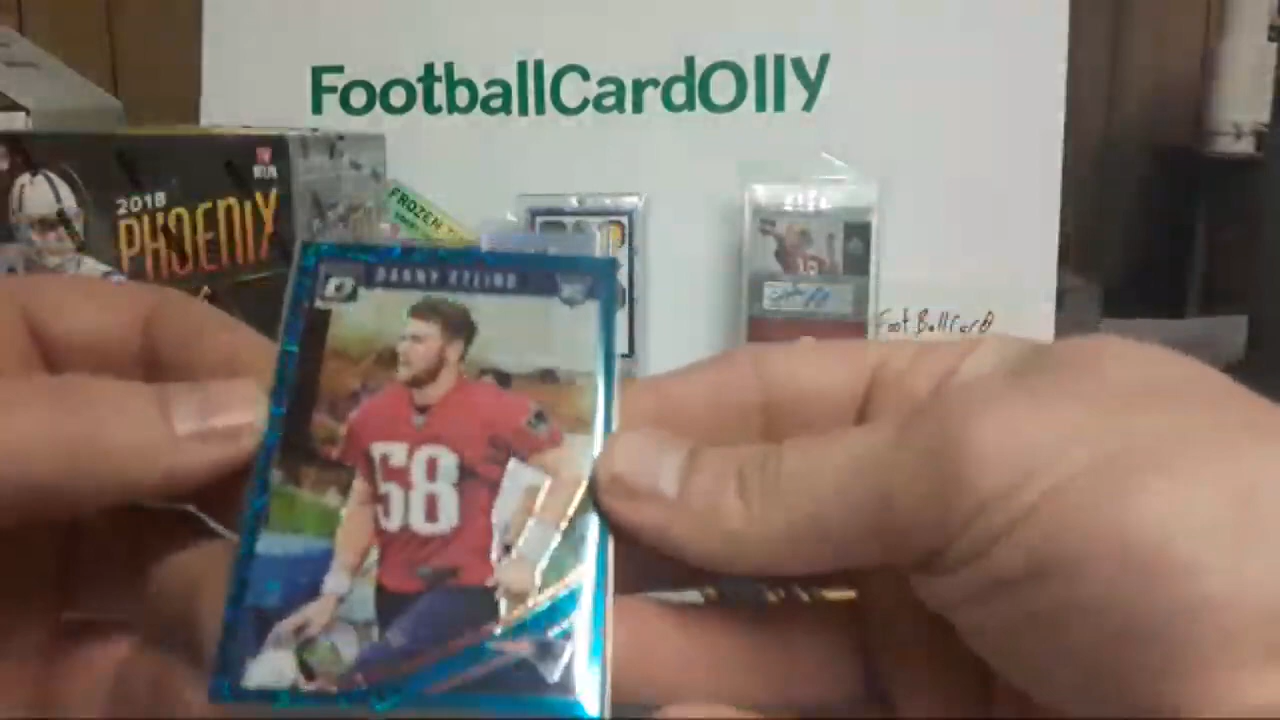 FootballCardOlly
2018
PHOENIX
FROZEN
DANNY ETLING
58